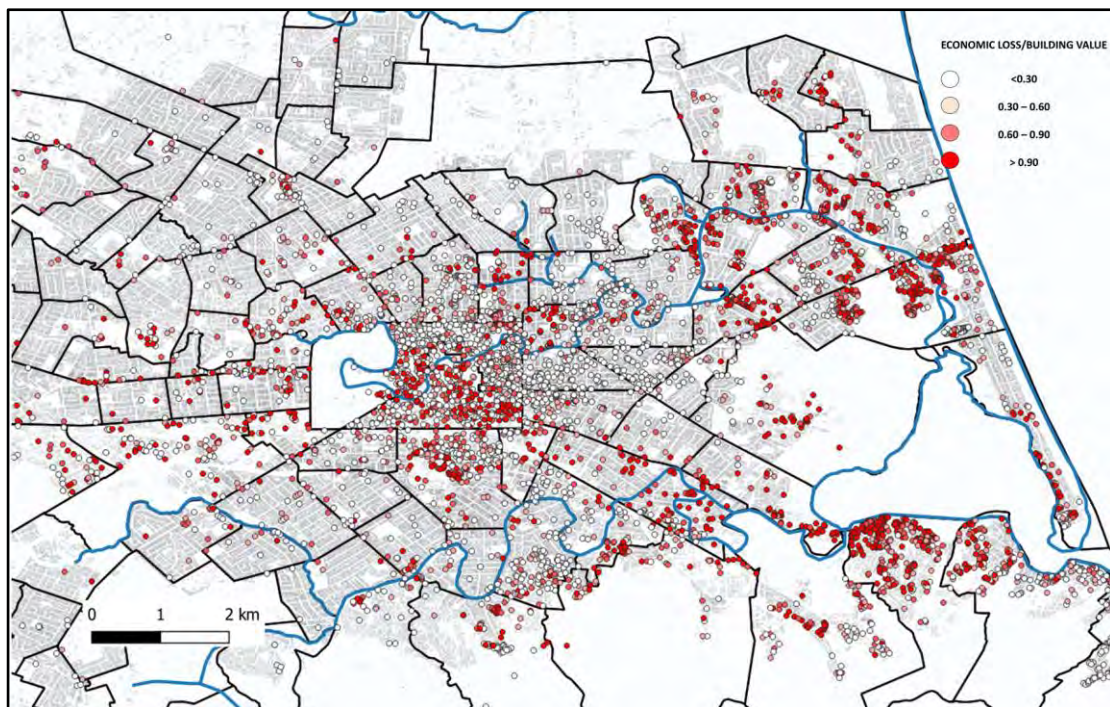 ECONOMIC LOSS/BUILDING VALUE
<0.30
0.30 – 0.60
0.60 – 0.90
> 0.90
0 1 2 km